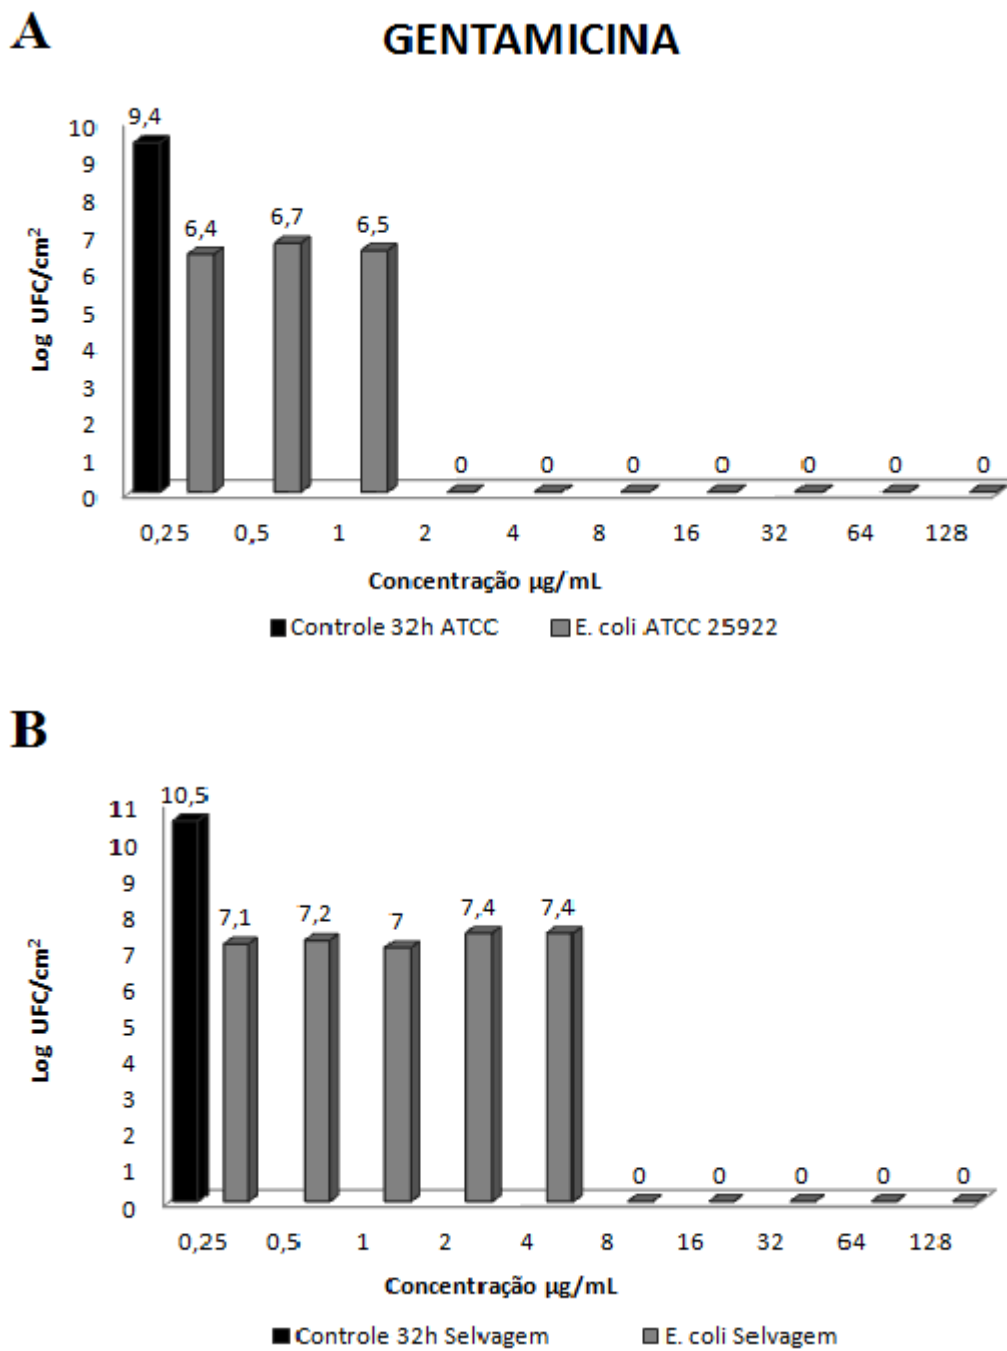 A
GENTAMICINA
9,4
10
9
8
7
6
5
4
3
2
1
0
Log UFC/cm²
6,4
6,7
6,5
0 0 0 0 0 0 0
0,25 0,5 1 2 4 8 16 32 64 128
Concentração µg/mL
Controle 32h ATCC E. coli ATCC 25922
B
10,5
11
10
9
8
7
6
5
4
3
2
1
0
Log UFC/cm²
7,1 7,2 7 7,4 7,4
0 0 0 0 0
0,25 0,5 1 2 4 8 16 32 64 128
Concentração µg/mL
Controle 32h Selvagem E. coli Selvagem